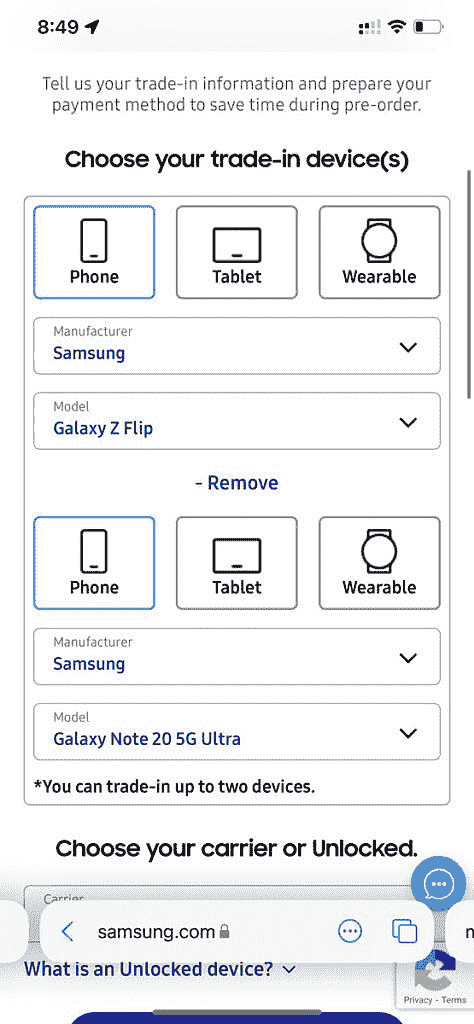 8:49
Tell us your trade-in information and prepare your
payment method to save time during pre-order.
Choose your trade-in device(s)
Phone Tablet Wearable
Manufacturer
Samsung
Model
Galaxy Z Flip
- Remove
Phone Tablet Wearable
Manufacturer
Samsung
Model
Galaxy Note 20 5G Ultra
*You can trade-in up to two devices.
Choose your carrier or Unlocked.
Carrier
samsung.com
What is an Unlocked device?
Privacy - Terms